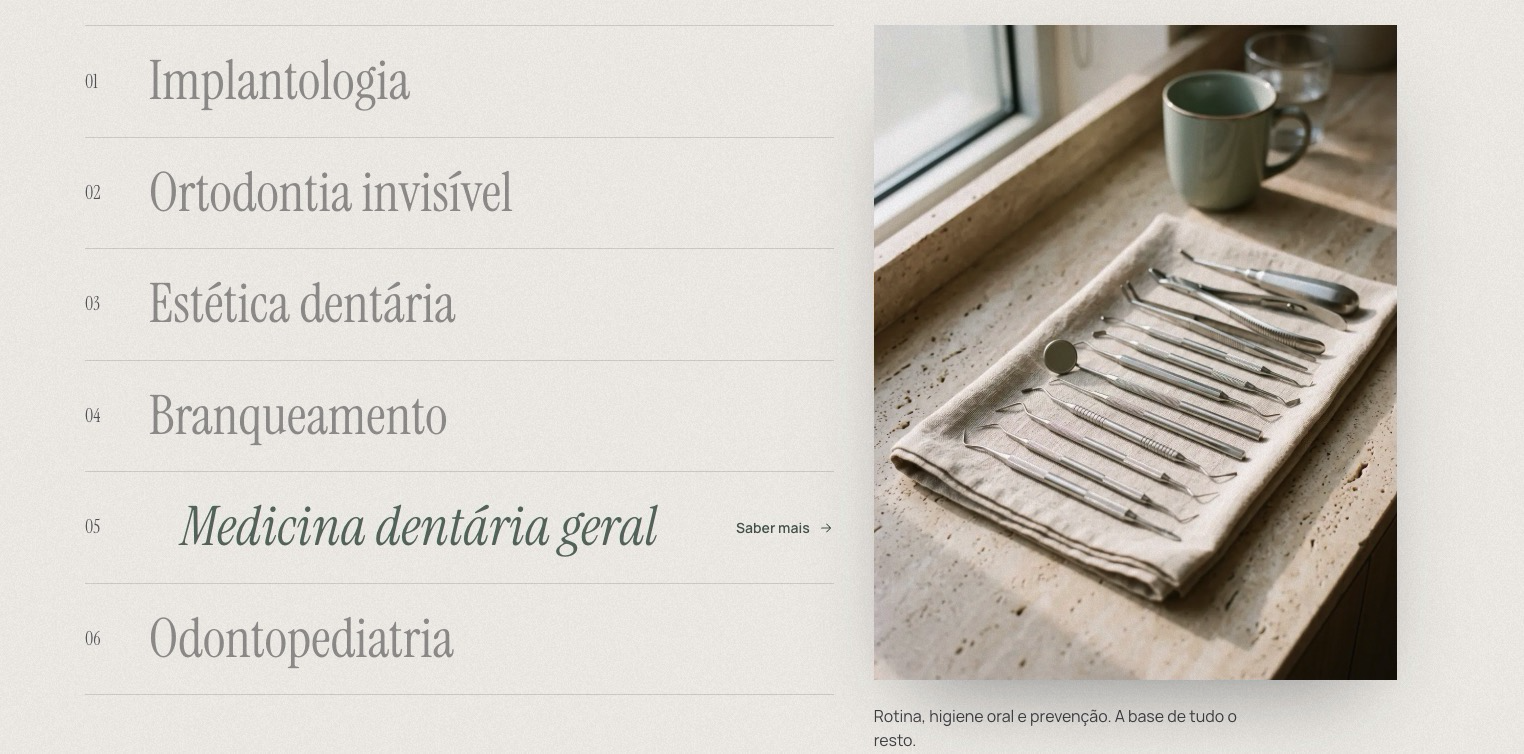 01 Implantologia
02 Ortodontia invisível
03 Estética dentária
04 Branqueamento
05 Medicina dentária geral Saber mais →
06 Odontopediatria
Rotina, higiene oral e prevenção. A base de tudo o
resto.